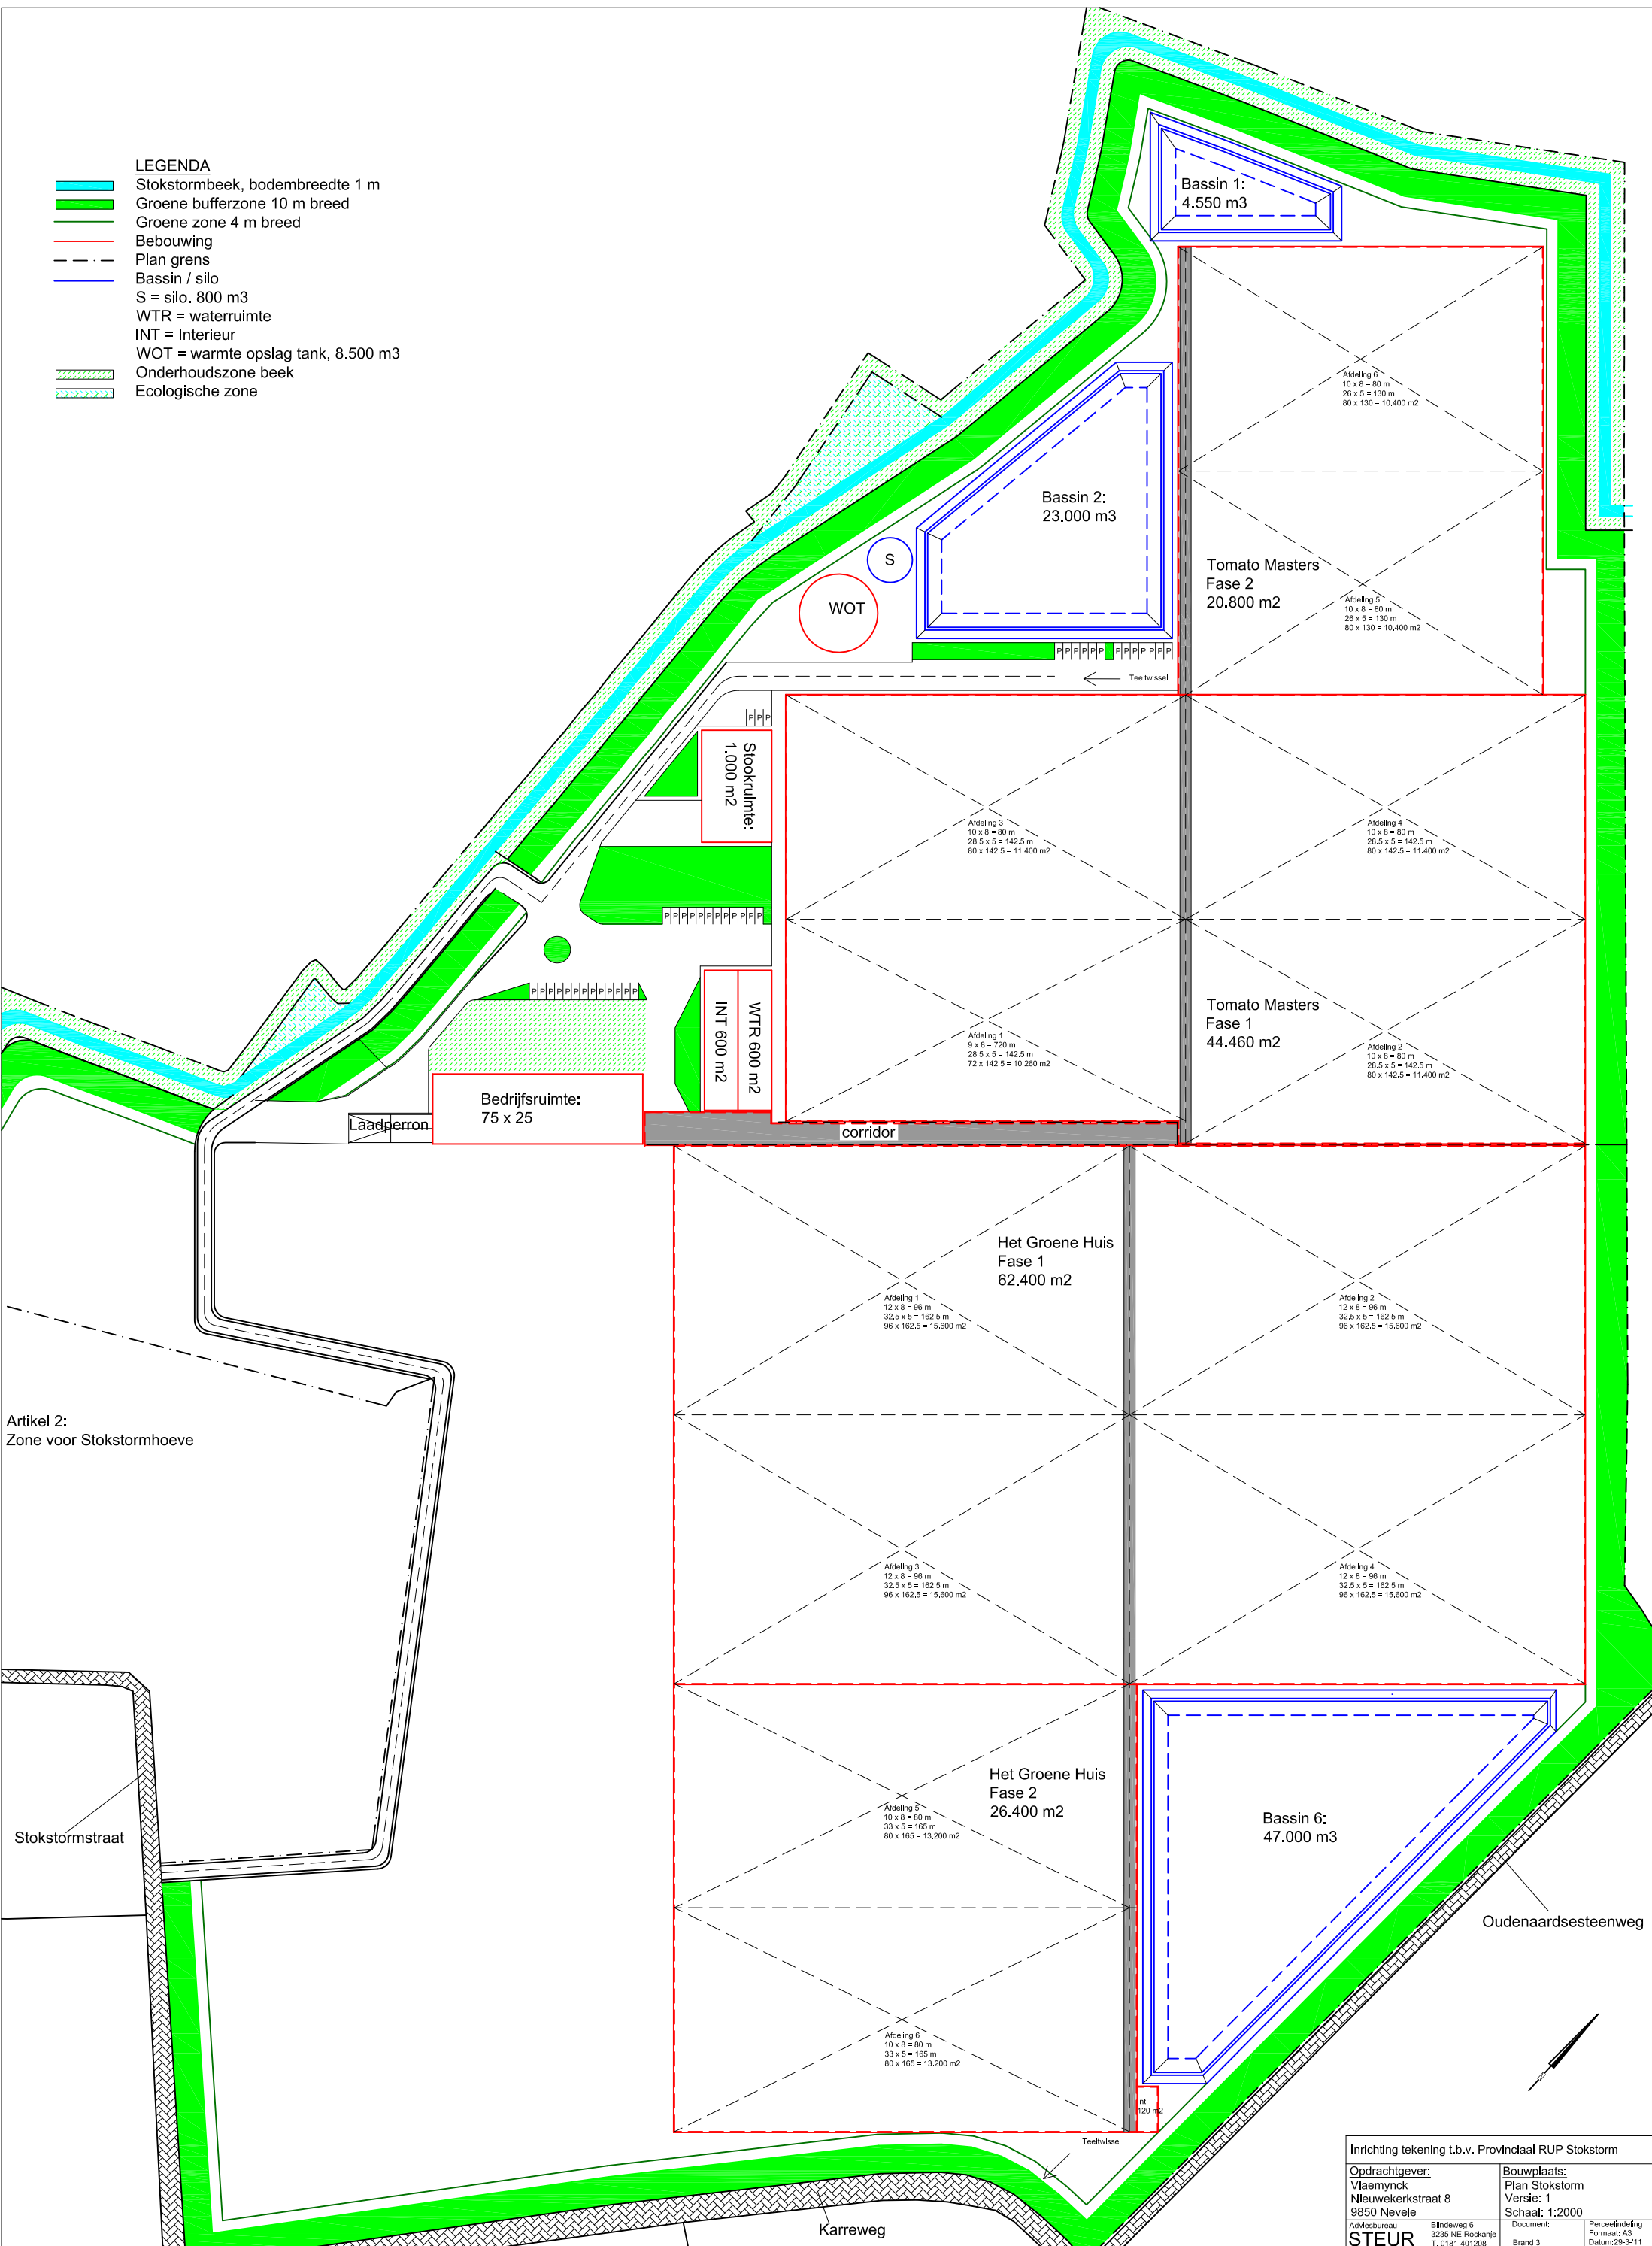 LEGENDA
Stokstormbeek, bodembreedte 1 m
Groene bufferzone 10 m breed
Groene zone 4 m breed
Bebouwing
Plan grens
Bassin / silo
S = silo. 800 m3
WTR = waterruimte
INT = Interieur
WOT = warmte opslag tank, 8.500 m3
Onderhoudszone beek
Ecologische zone
Bassin 1:
4.550 m3
Afdeling 6
10 x 8 = 80 m
26 x 5 = 130 m
80 x 130 = 10.400 m2
Bassin 2:
23.000 m3
S
WOT
Tomato Masters
Fase 2
20.800 m2
Afdeling 5
10 x 8 = 80 m
26 x 5 = 130 m
80 x 130 = 10.400 m2
P P P P P P P P P P P P P
Teeltwissel
P P P
Stookruimte:
1.000 m2
Afdeling 3
10 x 8 = 80 m
28.5 x 5 = 142.5 m
80 x 142.5 = 11.400 m2
Afdeling 4
10 x 8 = 80 m
28.5 x 5 = 142.5 m
80 x 142.5 = 11.400 m2
P P P P P P P P P P P P
P P P P P P P P P P P P P
WTR 600 m2
INT 600 m2
Tomato Masters
Fase 1
44.460 m2
Afdeling 1
9 x 8 = 720 m
28.5 x 5 = 142.5 m
72 x 142.5 = 10.260 m2
Afdeling 2
10 x 8 = 80 m
28.5 x 5 = 142.5 m
80 x 142.5 = 11.400 m2
Bedrijfsruimte:
75 x 25
Laadperron
corridor
Het Groene Huis
Fase 1
62.400 m2
Afdeling 1
12 x 8 = 96 m
32.5 x 5 = 162.5 m
96 x 162.5 = 15.600 m2
Afdeling 2
12 x 8 = 96 m
32.5 x 5 = 162.5 m
96 x 162.5 = 15.600 m2
Artikel 2:
Zone voor Stokstormhoeve
Afdeling 3
12 x 8 = 96 m
32.5 x 5 = 162.5 m
96 x 162.5 = 15.600 m2
Afdeling 4
12 x 8 = 96 m
32.5 x 5 = 162.5 m
96 x 162.5 = 15.600 m2
Het Groene Huis
Fase 2
26.400 m2
Afdeling 5
10 x 8 = 80 m
33 x 5 = 165 m
80 x 165 = 13.200 m2
Bassin 6:
47.000 m3
Stokstormstraat
Oudenaardsesteenweg
Afdeling 6
10 x 8 = 80 m
33 x 5 = 165 m
80 x 165 = 13.200 m2
Int.
120 m2
Teeltwissel
Karreweg
Inrichting tekening t.b.v. Provinciaal RUP Stokstorm
Opdrachtgever:
Vlaemynck
Nieuwekerkstraat 8
9850 Nevele
Bouwplaats:
Plan Stokstorm
Versie: 1
Schaal: 1:2000
Adviesbureau
STEUR
Blindeweg 6
3235 NE Rockanje
T. 0181-401208
Document:
Brand 3
Perceelindeling
Formaat: A3
Datum:29-3-'11